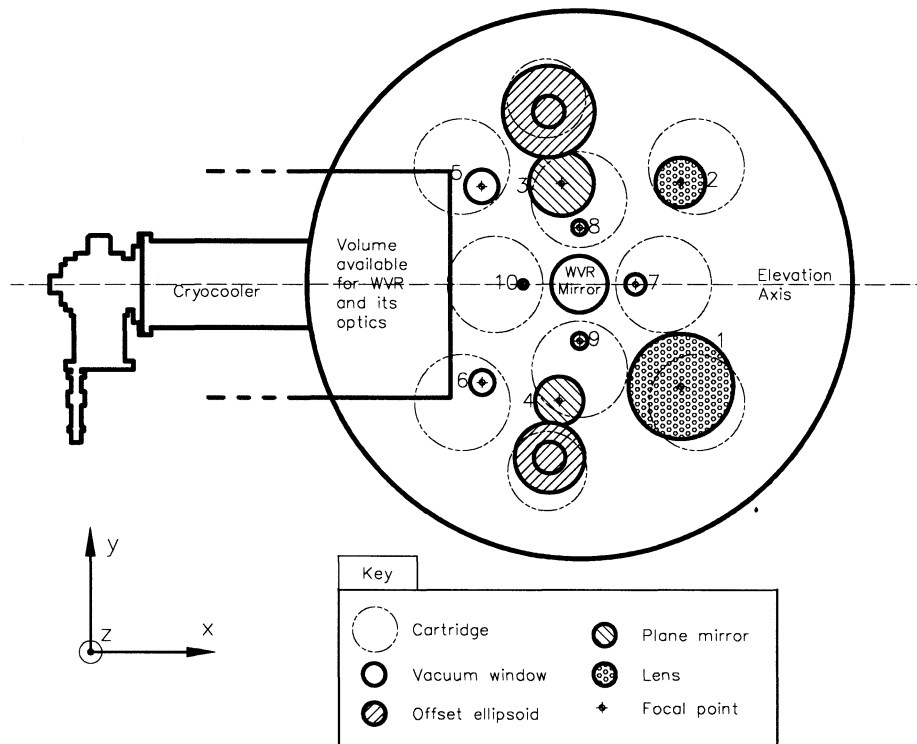 5
3
2
8
Volume
available
for WVR
and its
optics
Cryocooler
10
WVR
Mirror
7
Elevation
Axis
9
1
6
4
y
z
x
Key
Cartridge
Vacuum window
Offset ellipsoid
Plane mirror
Lens
Focal point